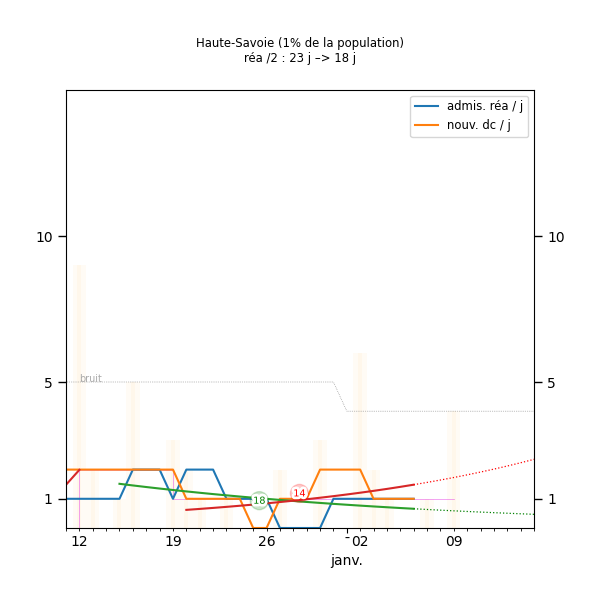 Haute-Savoie (1% de la population)
réa /2 : 23 j –> 18 j
admis. réa / j
nouv. dc / j
10
10
bruit
5
5
14
18
1
1
12
19
26
02
09
janv.